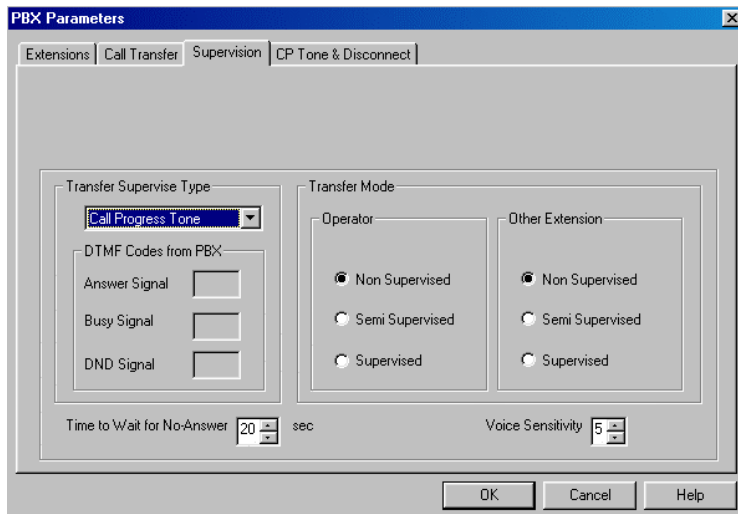 PBX Parameters
Extensions Call Transfer Supervision CP Tone & Disconnect
Transfer Supervise Type
Call Progress Tone
DTMF Codes from PBX
Answer Signal
Busy Signal
DND Signal
Transfer Mode
Operator
Non Supervised
Semi Supervised
Supervised
Other Extension
Non Supervised
Semi Supervised
Supervised
Time to Wait for No-Answer 20 sec
Voice Sensitivity 5
OK Cancel Help